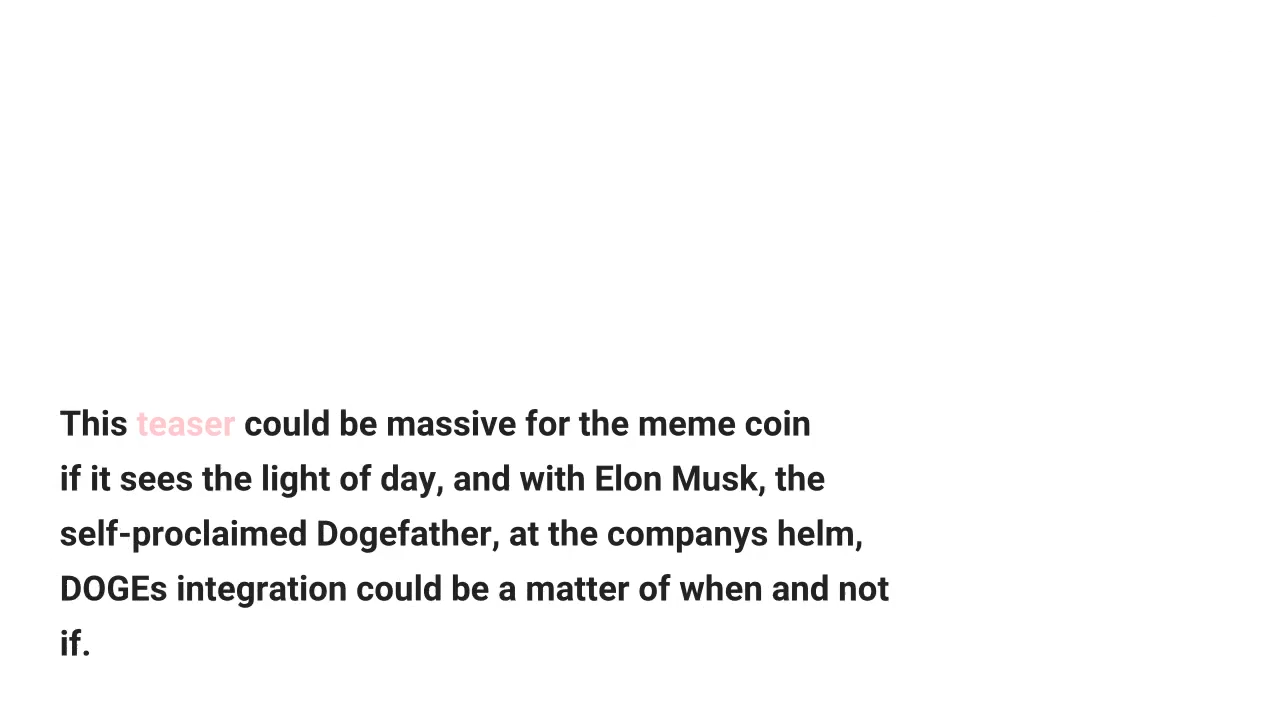 This teaser could be massive for the meme coin
if it sees the light of day, and with Elon Musk, the
self-proclaimed Dogefather, at the companys helm,
DOGEs integration could be a matter of when and not
if.